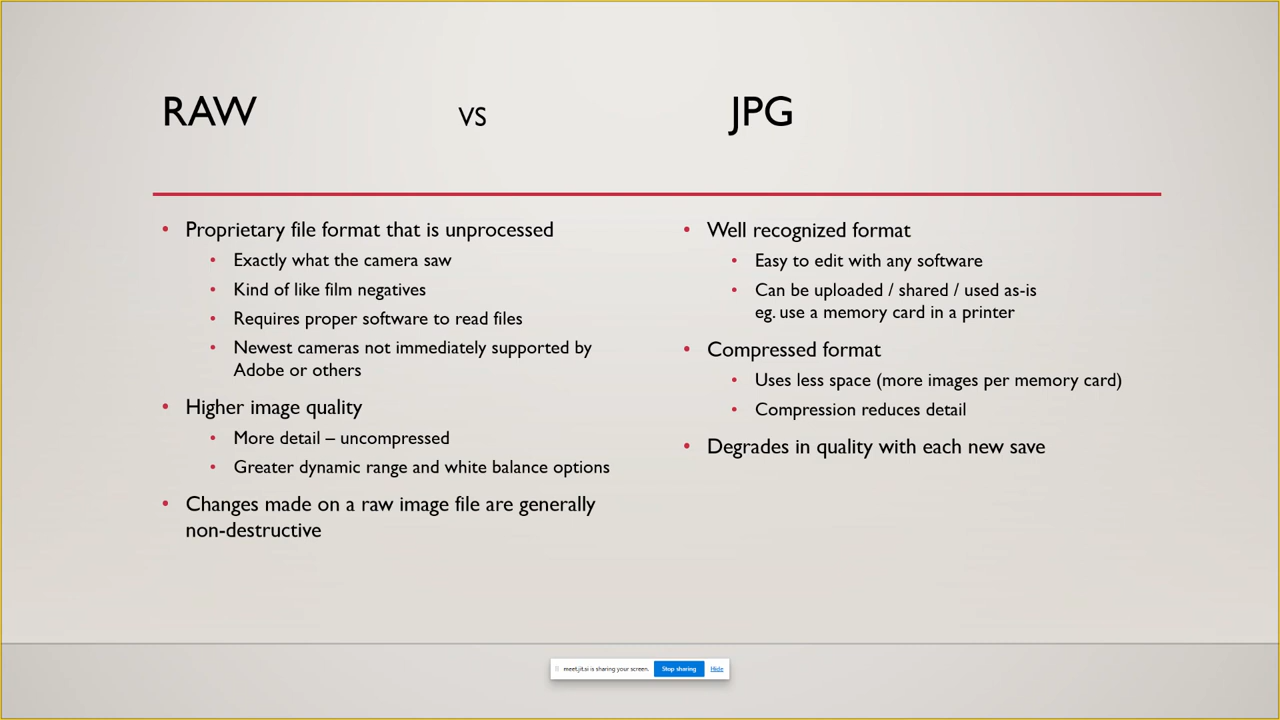 RAW VS JPG
• Proprietary file format that is unprocessed
• Exactly what the camera saw
• Kind of like film negatives
• Requires proper software to read files
• Newest cameras not immediately supported by
Adobe or others
• Higher image quality
• More detail – uncompressed
• Greater dynamic range and white balance options
• Changes made on a raw image file are generally
non-destructive
• Well recognized format
• Easy to edit with any software
• Can be uploaded / shared / used as-is
eg. use a memory card in a printer
• Compressed format
• Uses less space (more images per memory card)
• Compression reduces detail
• Degrades in quality with each new save
meet.jit.si is sharing your screen. Stop sharing Hide